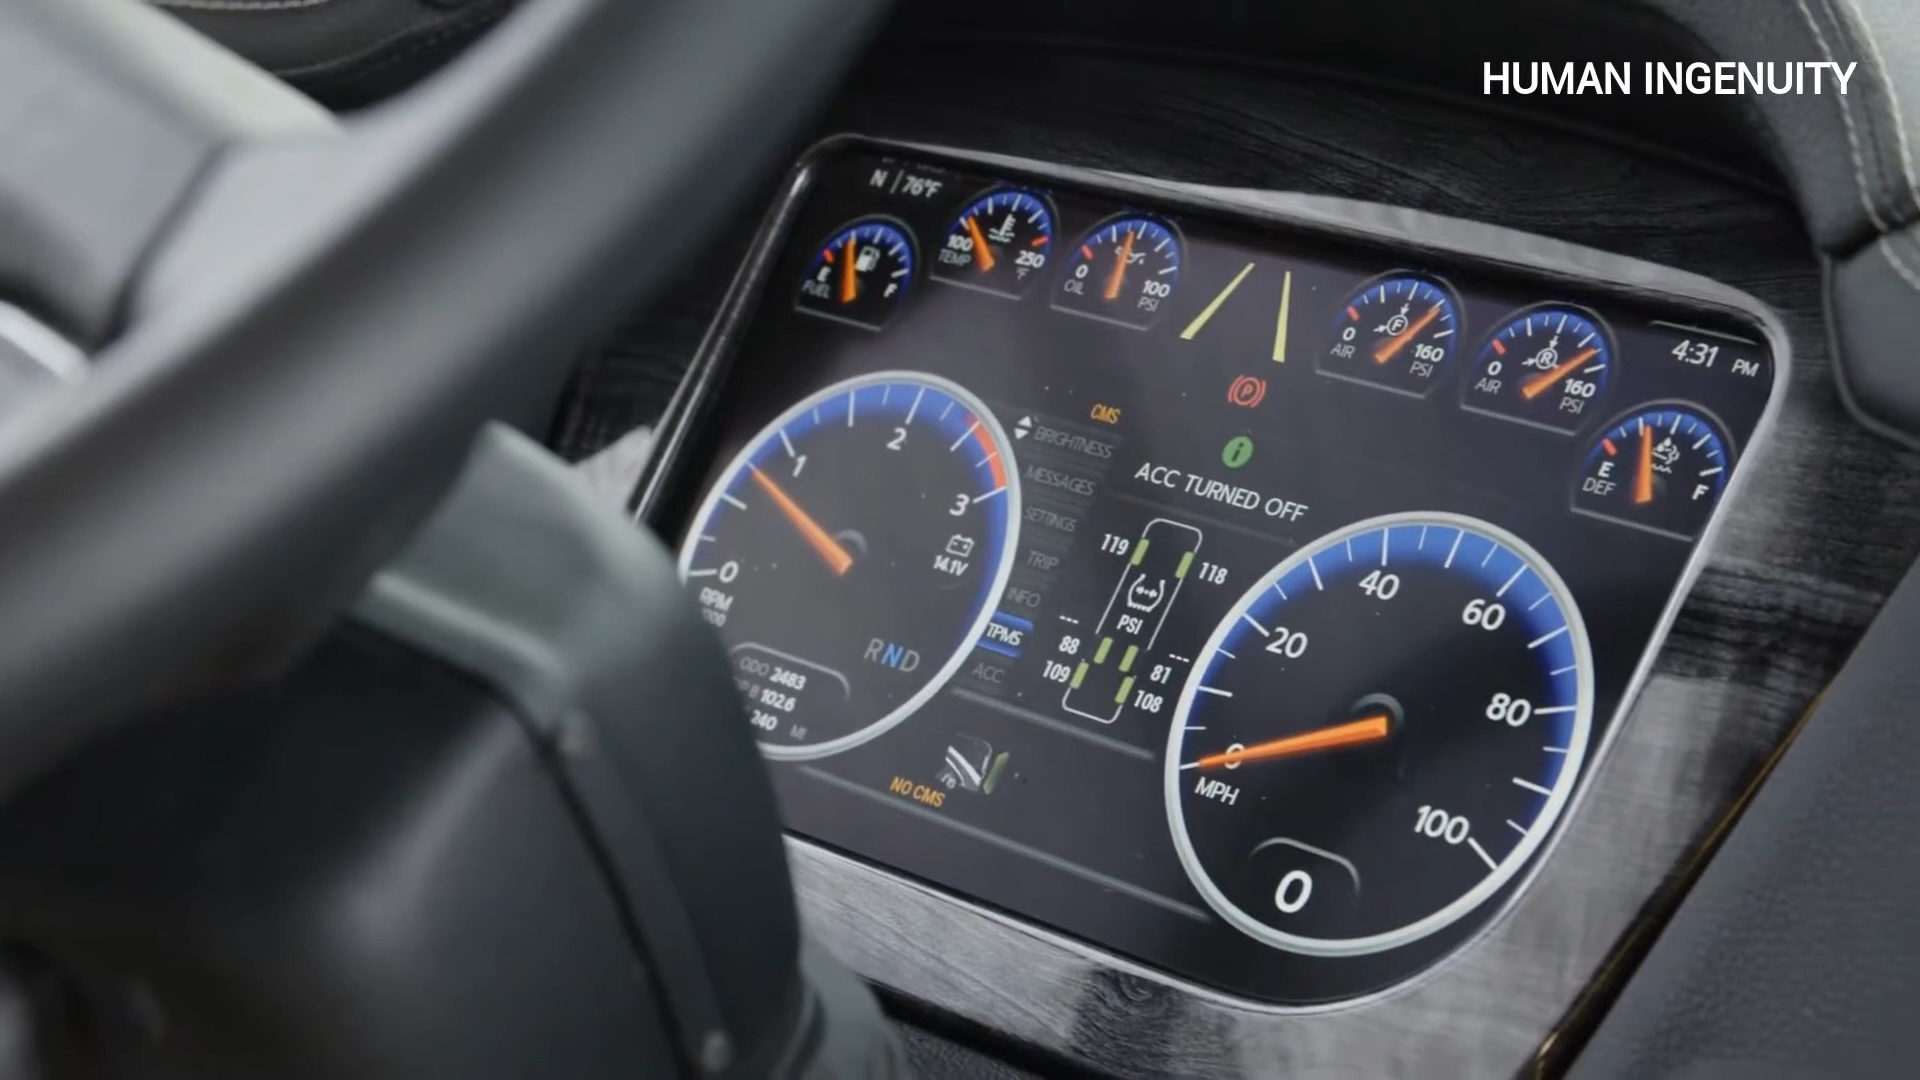 HUMAN INGENUITY
N | 76°F
E
F
FUEL
100
250
TEMP
°F
0
100
OIL
PSI
0
160
AIR
PSI
0
160
AIR
PSI
4:31 PM
E
F
DEF
P
i
ACC TURNED OFF
CMS
BRIGHTNESS
MESSAGES
SETTINGS
TRIP
INFO
TPMS
ACC
0
1
2
3
RPM
14.1V
RND
ODO 2483
B 102.6
240 MI
119
118
PSI
---
88
---
81
109
108
NO CMS
0
20
40
60
80
100
MPH
0